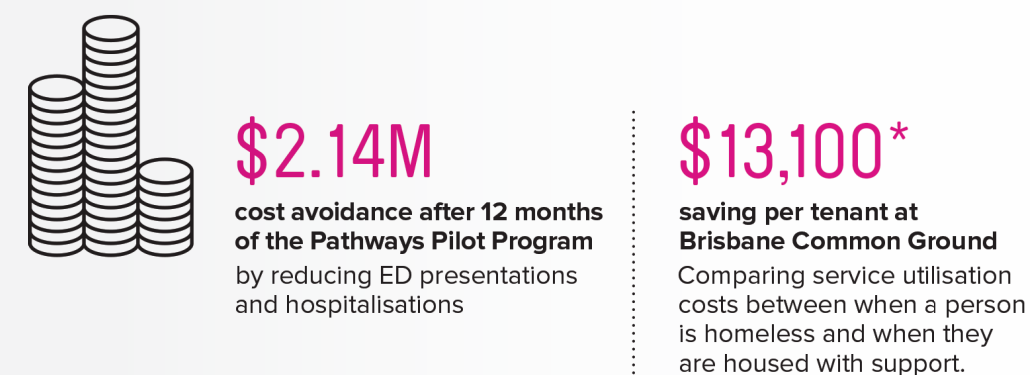 $2.14M
cost avoidance after 12 months
of the Pathways Pilot Program
by reducing ED presentations
and hospitalisations
$13,100*
saving per tenant at
Brisbane Common Ground
Comparing service utilisation
costs between when a person
is homeless and when they
are housed with support.